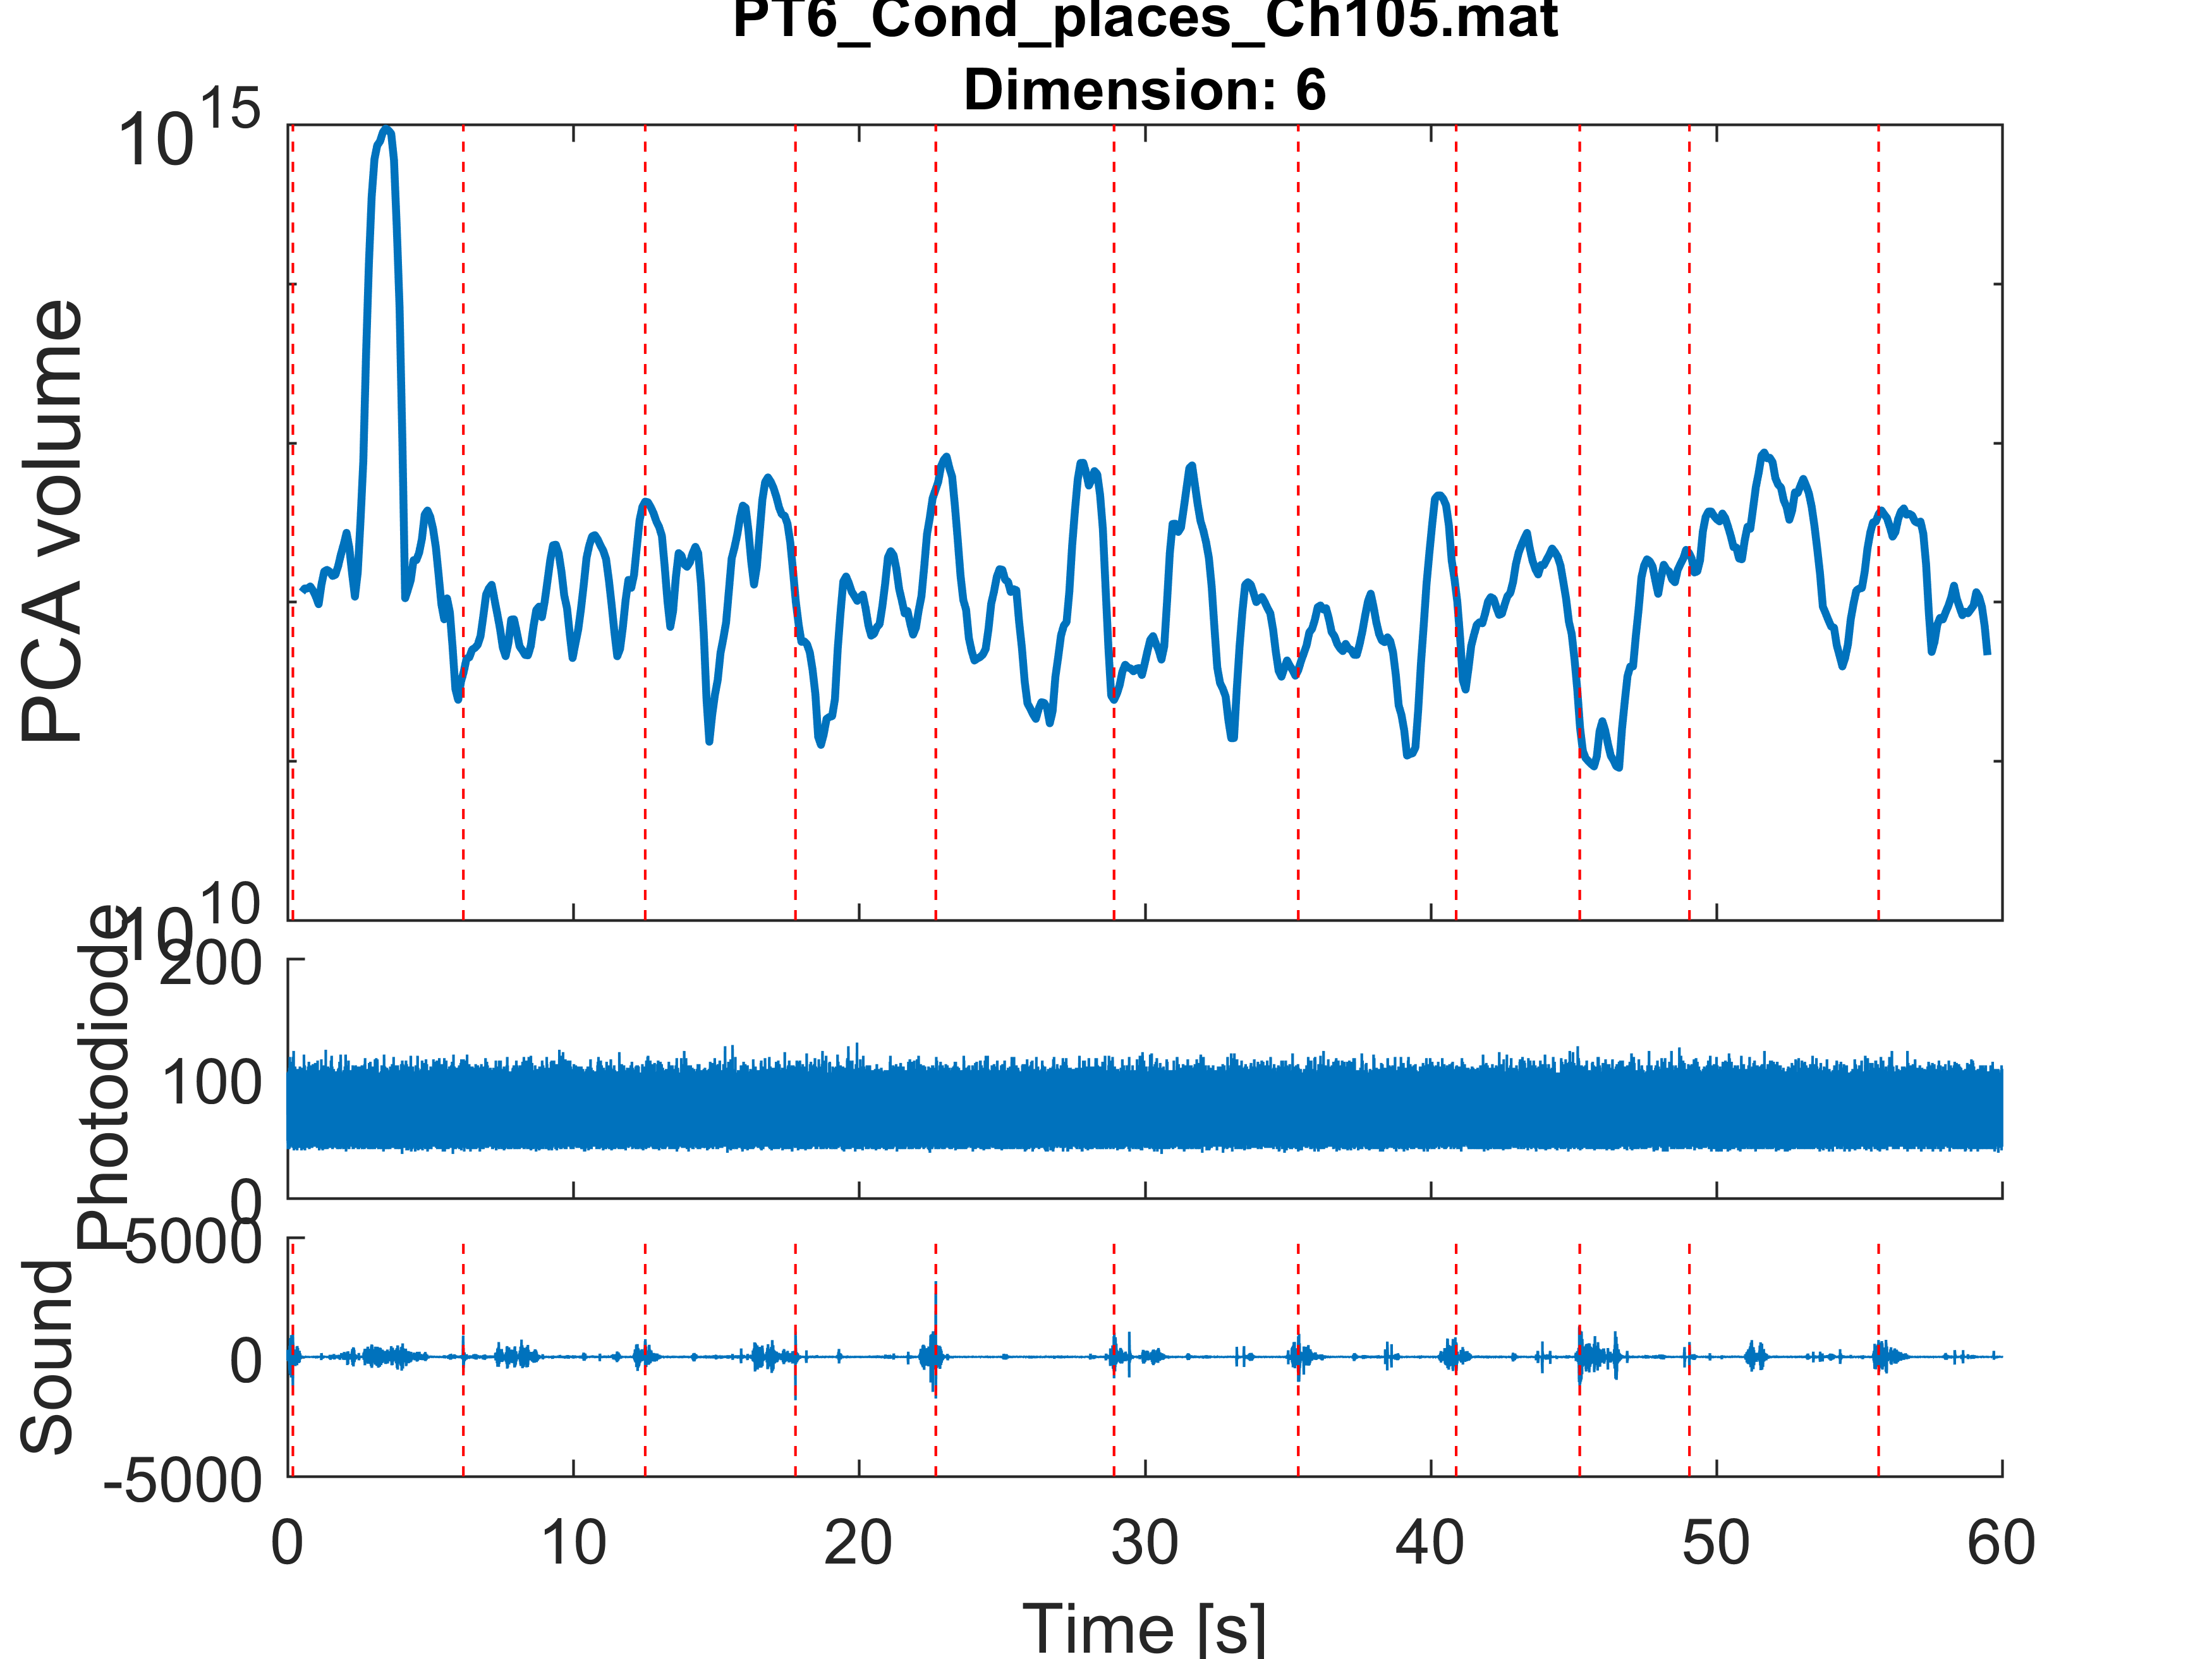 PT6_Cond_places_Ch105.mat
Dimension: 6
10^15
PCA volume
10^10
200
100
0
Photodiode
5000
0
-5000
Sound
0 10 20 30 40 50 60
Time [s]